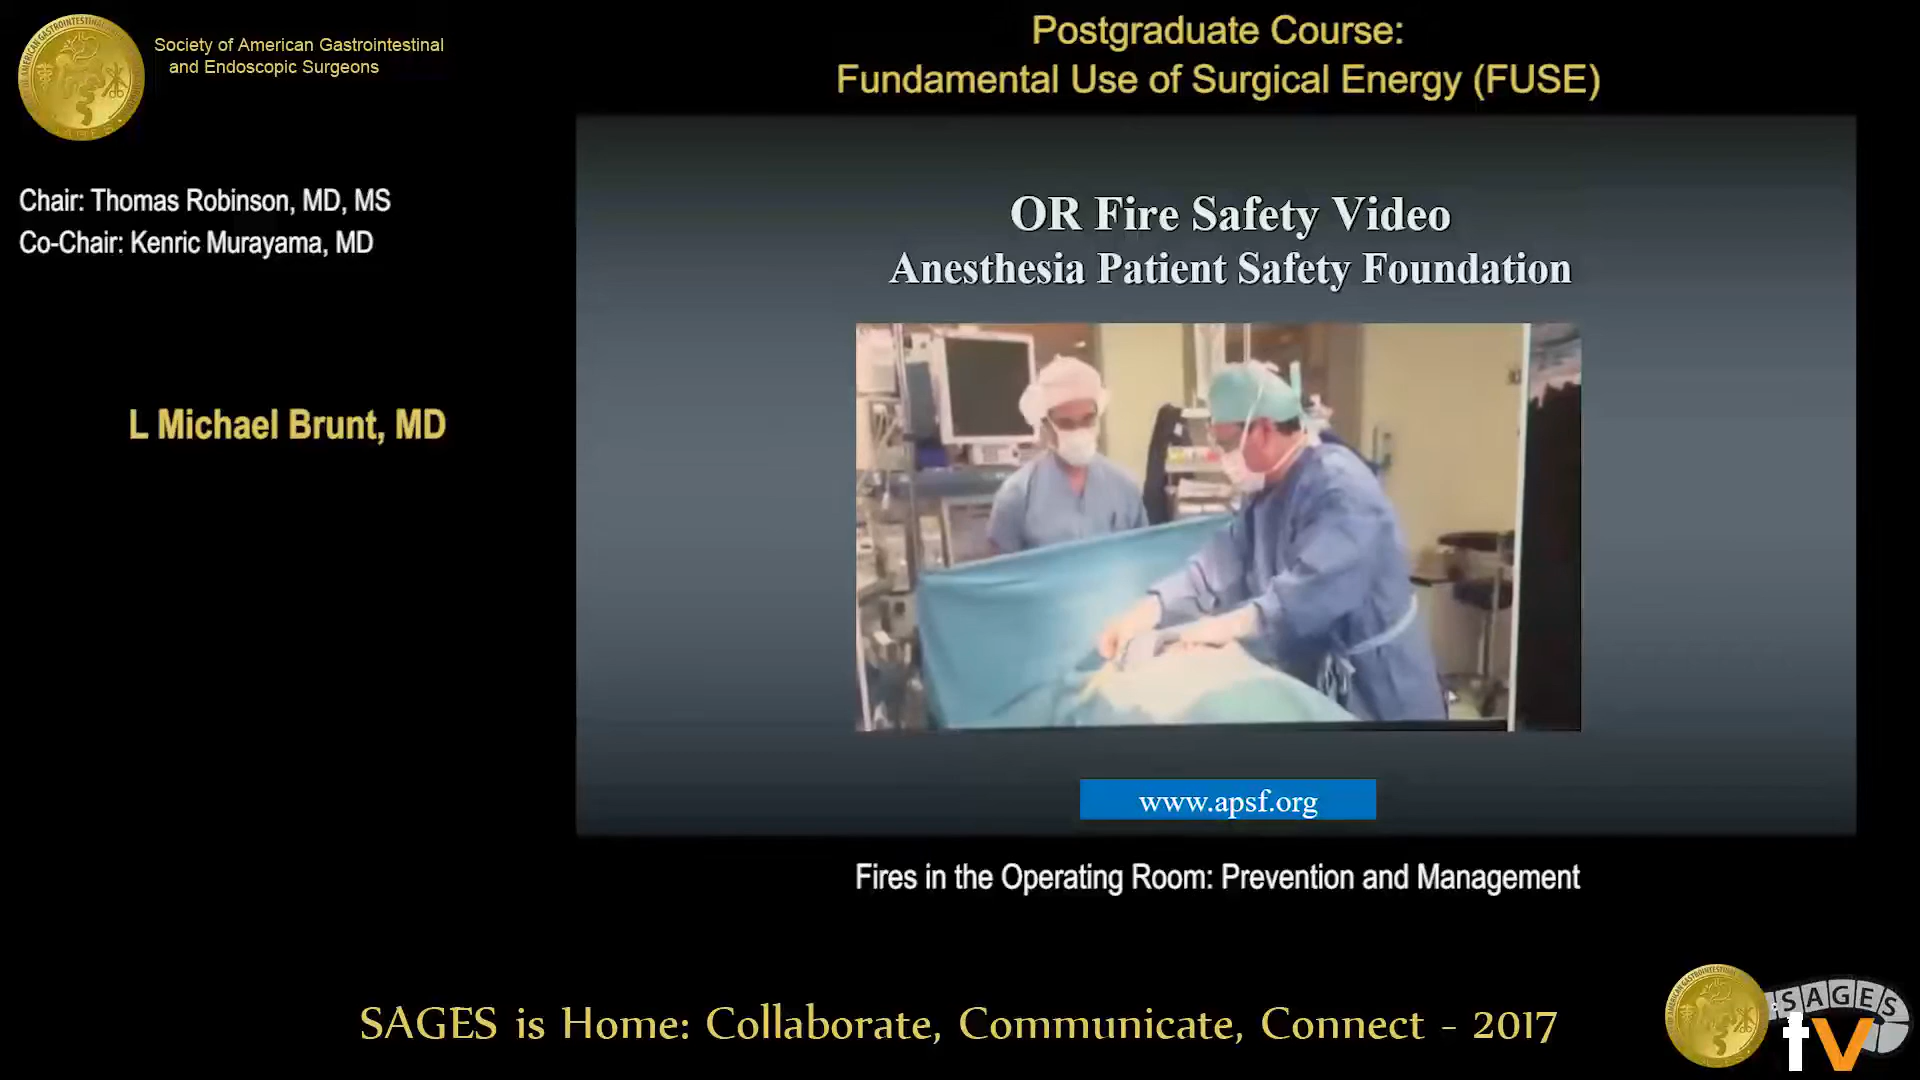 Society of American Gastrointestinal
and Endoscopic Surgeons
Postgraduate Course:
Fundamental Use of Surgical Energy (FUSE)
Chair: Thomas Robinson, MD, MS
Co-Chair: Kenric Murayama, MD
L Michael Brunt, MD
OR Fire Safety Video
Anesthesia Patient Safety Foundation
www.apsf.org
Fires in the Operating Room: Prevention and Management
SAGES is Home: Collaborate, Communicate, Connect - 2017
SAGES
tv